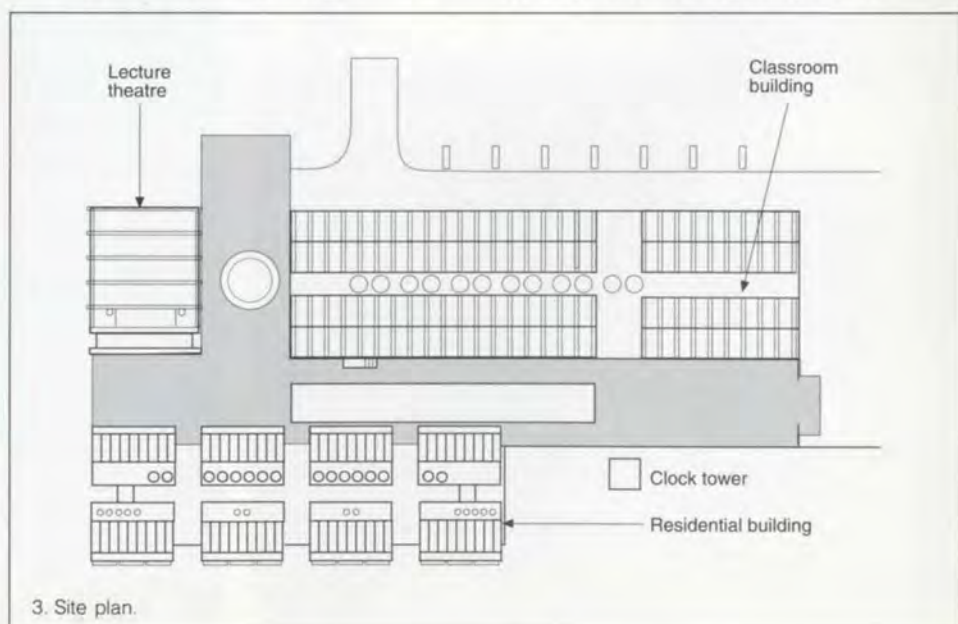 Lecture
theatre
Classroom
building
Clock tower
Residential building
3. Site plan.